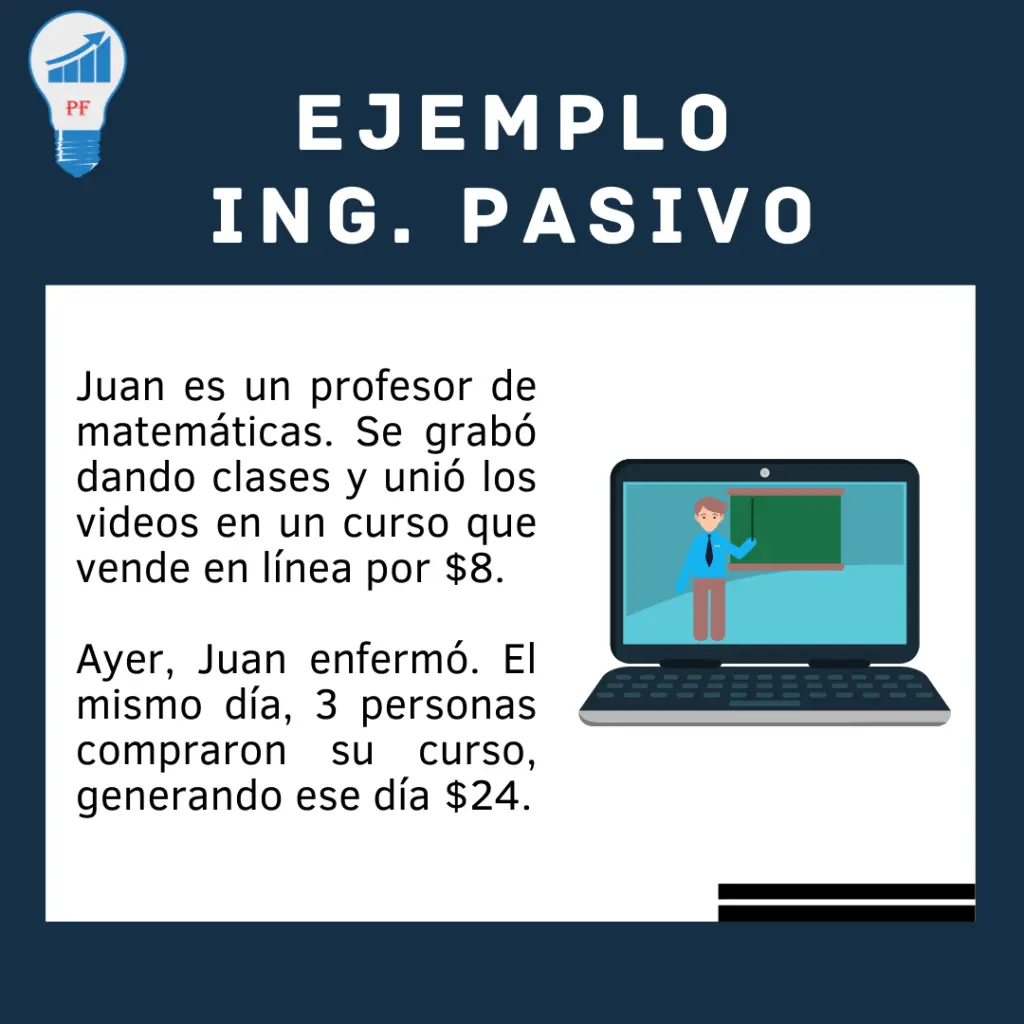 PF
EJEMPLO
ING. PASIVO
Juan es un profesor de
matemáticas. Se grabó
dando clases y unió los
videos en un curso que
vende en línea por $8.
Ayer, Juan enfermó. El
mismo día, 3 personas
compraron su curso,
generando ese día $24.